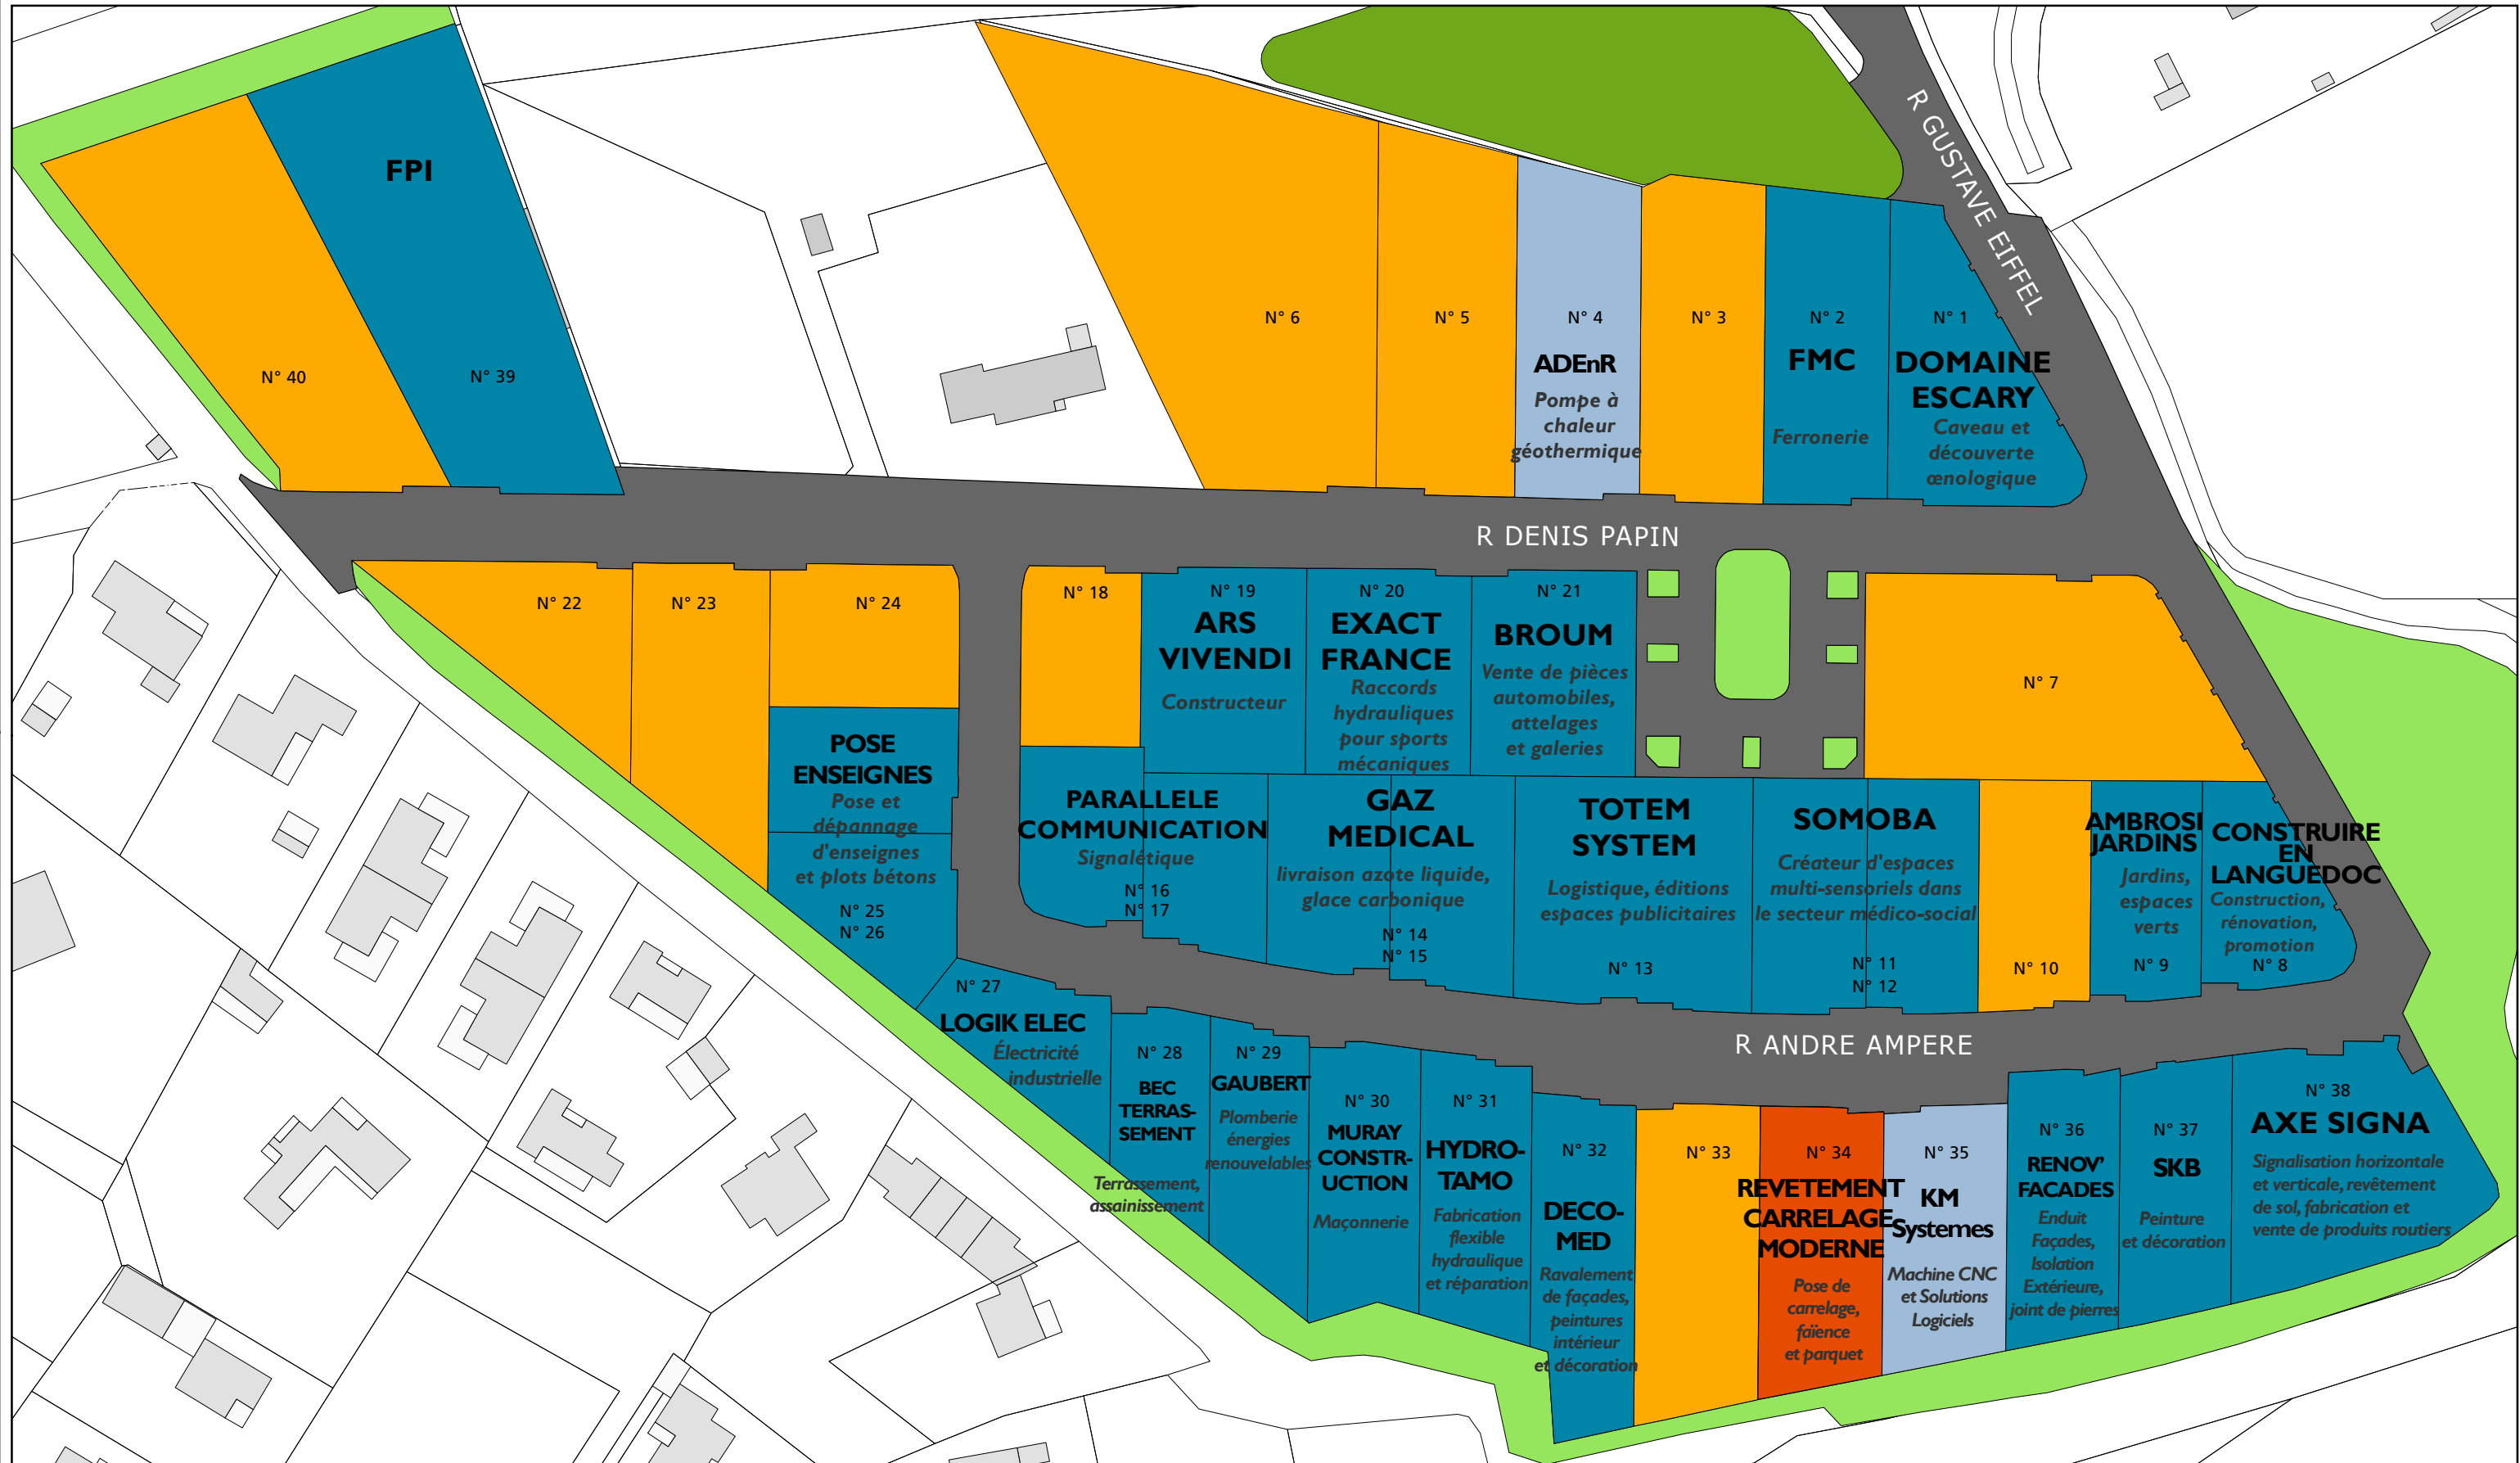 R GUSTAVE EIFFEL
FPI
N° 40
N° 39
N° 6
N° 5
N° 4
ADEnR
Pompe à
chaleur
géothermique
N° 3
N° 2
FMC
Ferronerie
N° 1
DOMAINE
ESCARY
Caveau et
découverte
œnologique
R DENIS PAPIN
N° 22
N° 23
N° 24
N° 18
N° 19
ARS
VIVENDI
Constructeur
N° 20
EXACT
FRANCE
Raccords
hydrauliques
pour sports
mécaniques
N° 21
BROUM
Vente de pièces
automobiles,
attelages
et galeries
N° 7
POSE
ENSEIGNES
Pose et
dépannage
d'enseignes
et plots bétons
N° 25
N° 26
PARALLELE
COMMUNICATION
Signalétique
N° 16
N° 17
GAZ
MEDICAL
livraison azote liquide,
glace carbonique
N° 14
N° 15
TOTEM
SYSTEM
Logistique, éditions
espaces publicitaires
N° 13
SOMOBA
Créateur d'espaces
multi-sensoriels dans
le secteur médico-social
N° 11
N° 12
N° 10
AMBROSI
JARDINS
Jardins,
espaces
verts
N° 9
CONSTRUIRE
EN
LANGUEDOC
Construction,
rénovation,
promotion
N° 8
R ANDRE AMPERE
N° 27
LOGIK ELEC
Électricité
industrielle
N° 28
BEC
TERRAS-
SEMENT
Terrassement,
assainissement
N° 29
GAUBERT
Plomberie
énergies
renouvelables
N° 30
MURAY
CONSTR-
UCTION
Maçonnerie
N° 31
HYDRO-
TAMO
Fabrication
flexible
hydraulique
et réparation
N° 32
DECO-
MED
Ravalement
de façades,
peintures
intérieur
et décoration
N° 33
N° 34
REVETEMENT
CARRELAGE
MODERNE
Pose de
carrelage,
faïence
et parquet
N° 35
KM
Systemes
Machine CNC
et Solutions
Logiciels
N° 36
RENOV'
FACADES
Enduit
Façades,
Isolation
Extérieure,
joint de pierres
N° 37
SKB
Peinture
et décoration
N° 38
AXE SIGNA
Signalisation horizontale
et verticale, revêtement
de sol, fabrication et
vente de produits routiers